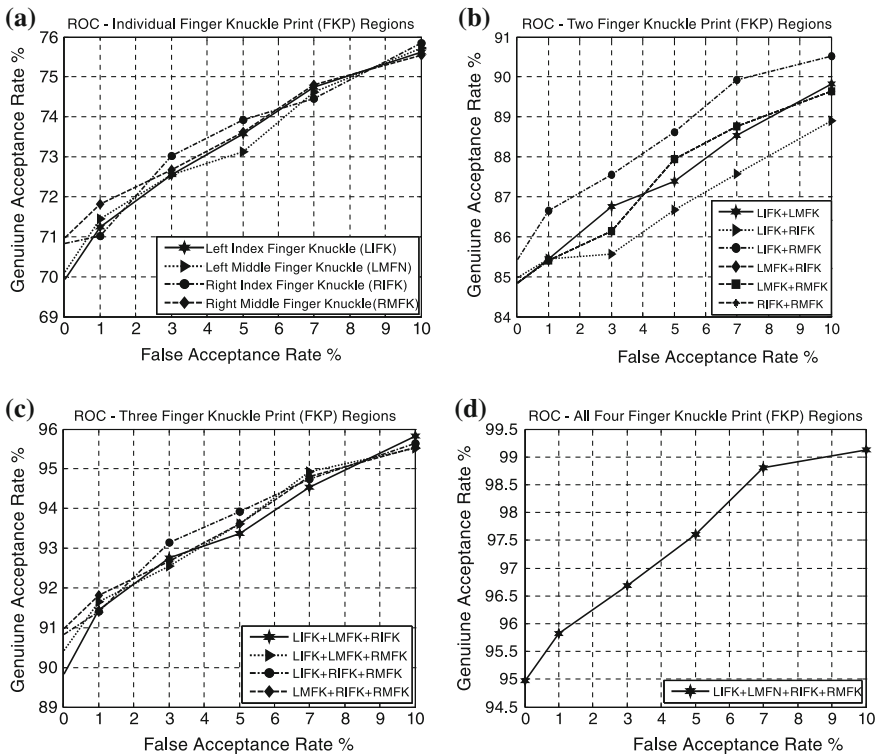 (a)
ROC - Individual Finger Knuckle Print (FKP) Regions
Genuiune Acceptance Rate %
76
75
73
72
70
69
0 1 2 3 4 5 6 7 8 9 10
False Acceptance Rate %
Left Index Finger Knuckle (LIFK)
Left Middle Finger Knuckle (LMFN)
Right Index Finger Knuckle (RIFK)
Right Middle Finger Knuckle(RMFK)
(b)
ROC - Two Finger Knuckle Print (FKP) Regions
Genuiune Acceptance Rate %
91
90
88
87
85
84
0 1 2 3 4 5 6 7 8 9 10
False Acceptance Rate %
LIFK+LMFK
LIFK+RIFK
LIFK+RMFK
LMFK+RIFK
LMFK+RMFK
RIFK+RMFK
(c)
ROC - Three Finger Knuckle Print (FKP) Regions
Genuiune Acceptance Rate %
96
95
93
92
90
89
0 1 2 3 4 5 6 7 8 9 10
False Acceptance Rate %
LIFK+LMFK+RIFK
LIFK+LMFK+RMFK
LIFK+RIFK+RMFK
LMFK+RIFK+RMFK
(d)
ROC - All Four Finger Knuckle Print (FKP) Regions
Genuiune Acceptance Rate %
99.5
99
98.5
98
97.5
97
96.5
96
95.5
95
94.5
0 1 2 3 4 5 6 7 8 9 10
False Acceptance Rate %
LIFK+LMFN+RIFK+RMFK